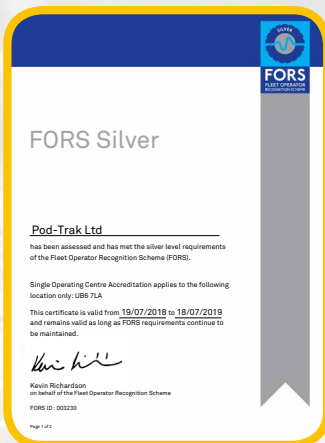 SILVER
FORS
FLEET OPERATOR
RECOGNITION SCHEME
FORS Silver
Pod-Trak Ltd
has been assessed and has met the silver level requirements
of the Fleet Operator Recognition Scheme (FORS).
Single Operating Centre Accreditation applies to the following
location only: UB6 7LA
This certificate is valid from 19/07/2018 to 18/07/2019
and remains valid as long as FORS requirements continue to
be maintained.
Kevin Richardson
on behalf of the Fleet Operator Recognition Scheme
FORS ID : 003230
Page 1 of 2